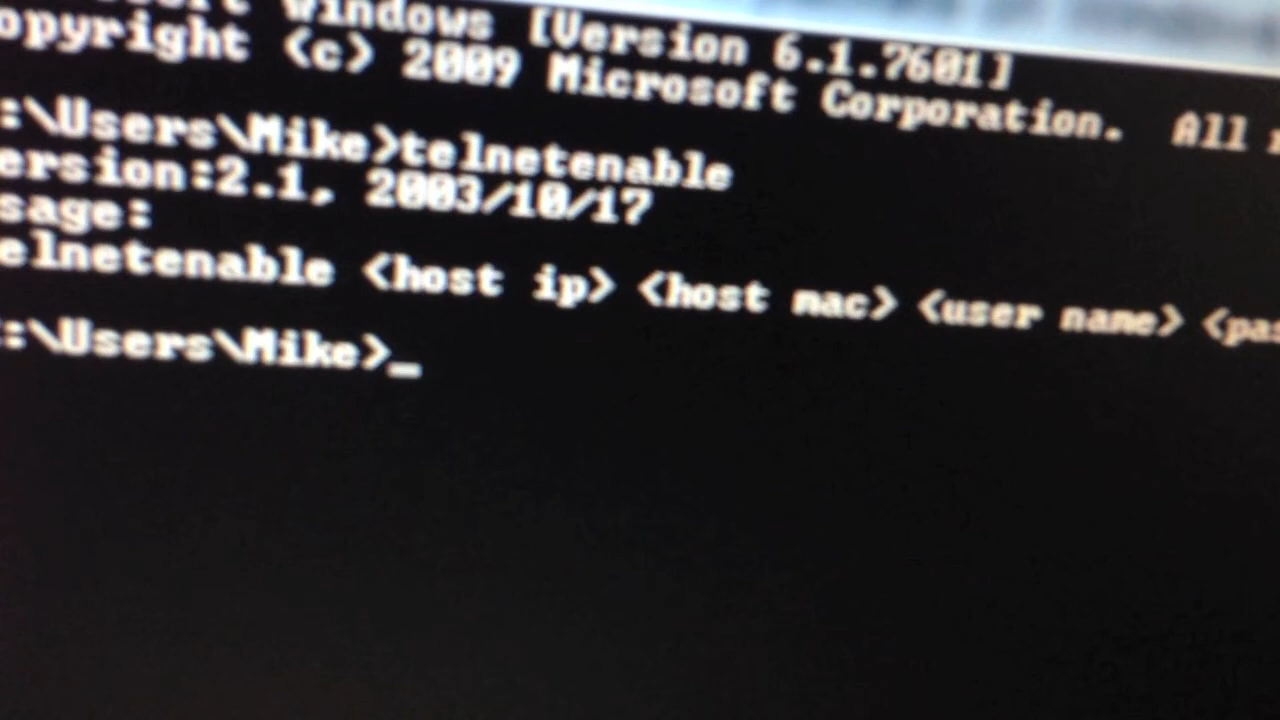 Windows [Version 6.1.7601]
opyright (c) 2009 Microsoft Corporation. All
:\Users\Mike>telnetenable
ersion:2.1, 2003/10/17
sage:
elnetenable <host ip> <host mac> <user name> <pas
:\Users\Mike>_